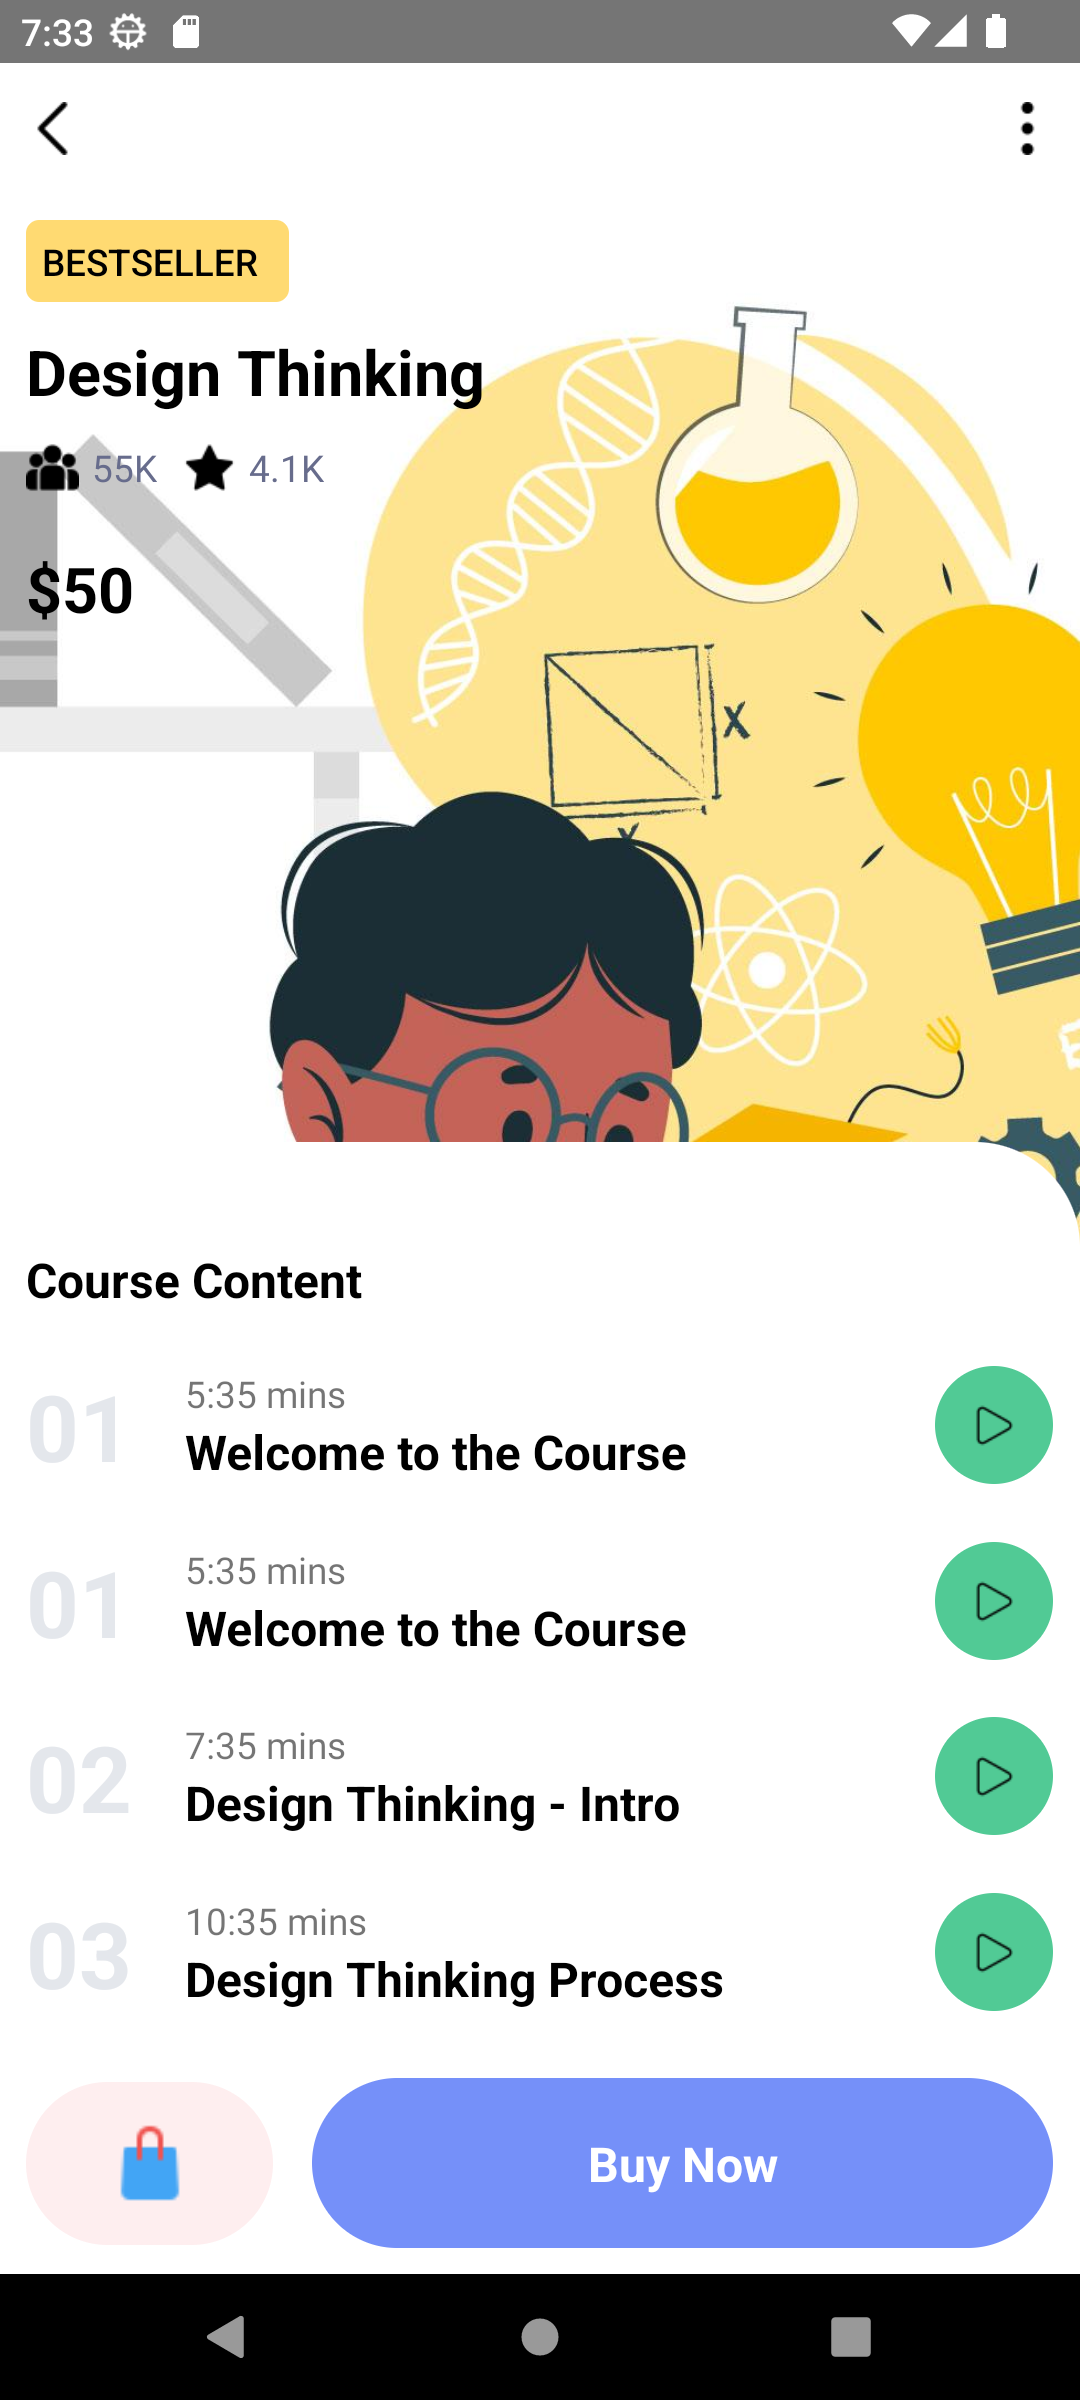 7:33
BESTSELLER
Design Thinking
55K 4.1K
$50
X
Course Content
01
5:35 mins
Welcome to the Course
01
5:35 mins
Welcome to the Course
02
7:35 mins
Design Thinking - Intro
03
10:35 mins
Design Thinking Process
Buy Now